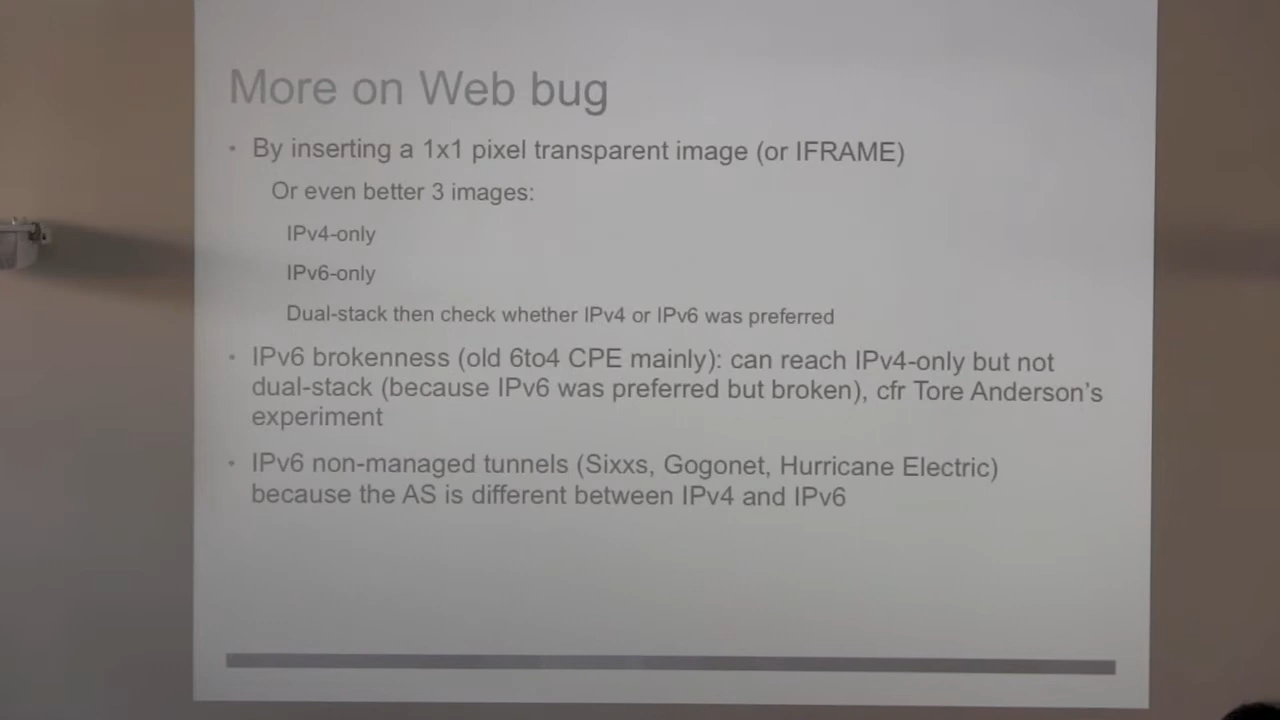 More on Web bug
• By inserting a 1x1 pixel transparent image (or IFRAME)
Or even better 3 images:
IPv4-only
IPv6-only
Dual-stack then check whether IPv4 or IPv6 was preferred
• IPv6 brokenness (old 6to4 CPE mainly): can reach IPv4-only but not
dual-stack (because IPv6 was preferred but broken), cfr Tore Anderson's
experiment
• IPv6 non-managed tunnels (Sixxs, Gogonet, Hurricane Electric)
because the AS is different between IPv4 and IPv6